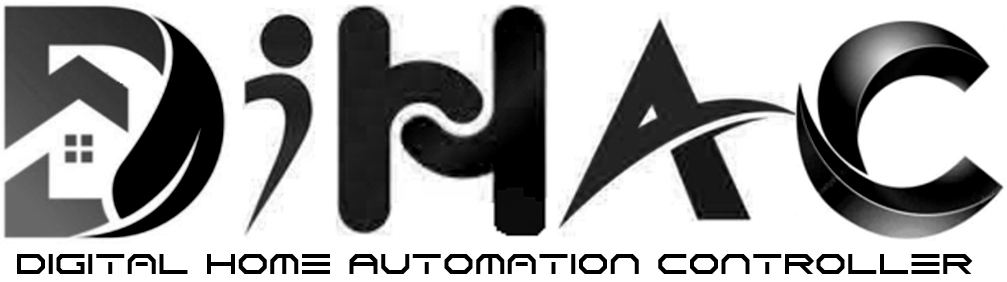 DiHAC
DIGITAL HOME AUTOMATION CONTROLLER